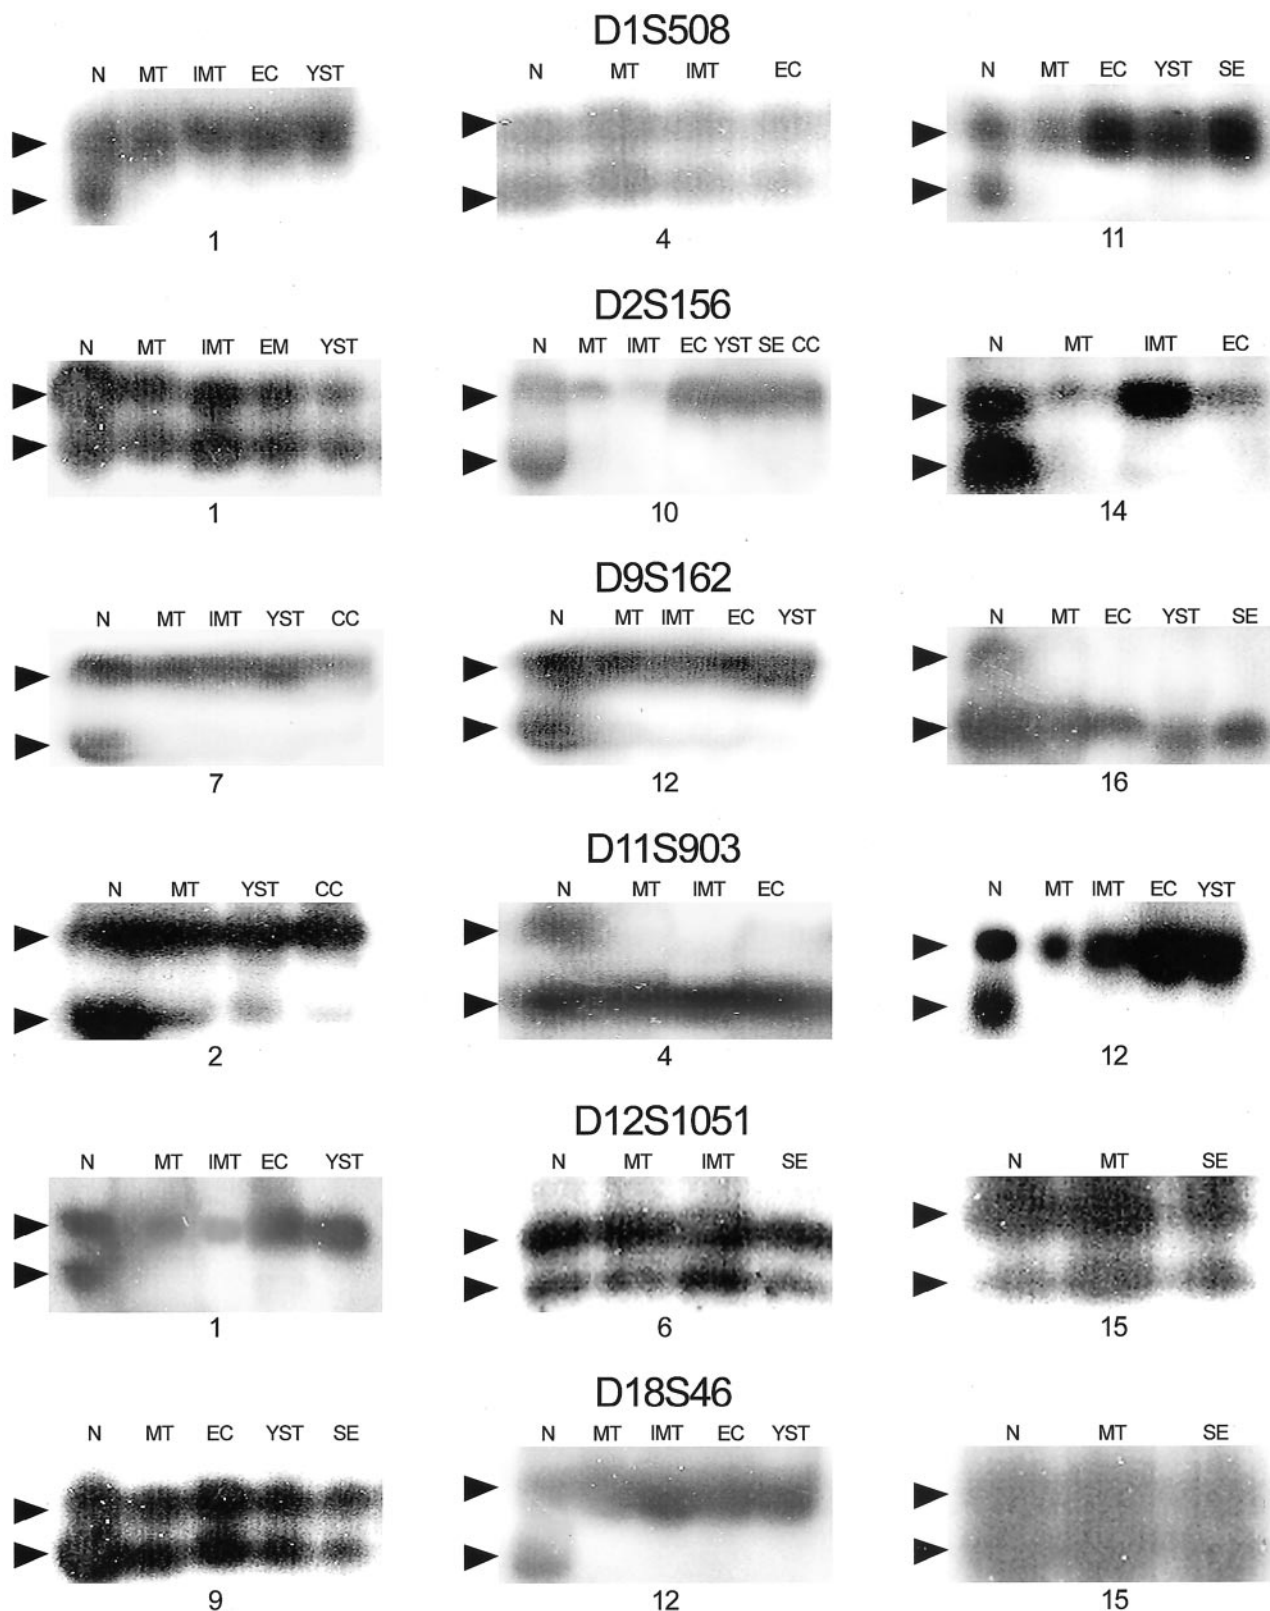 D1S508
N MT IMT EC YST
N MT IMT EC
N MT EC YST SE
1
4
11
D2S156
N MT IMT EM YST
N MT IMT EC YST SE CC
N MT IMT EC
1
10
14
D9S162
N MT IMT YST CC
N MT IMT EC YST
N MT EC YST SE
7
12
16
D11S903
N MT YST CC
N MT IMT EC
N MT IMT EC YST
2
4
12
D12S1051
N MT IMT EC YST
N MT IMT SE
N MT SE
1
6
15
D18S46
N MT EC YST SE
N MT IMT EC YST
N MT SE
9
12
15